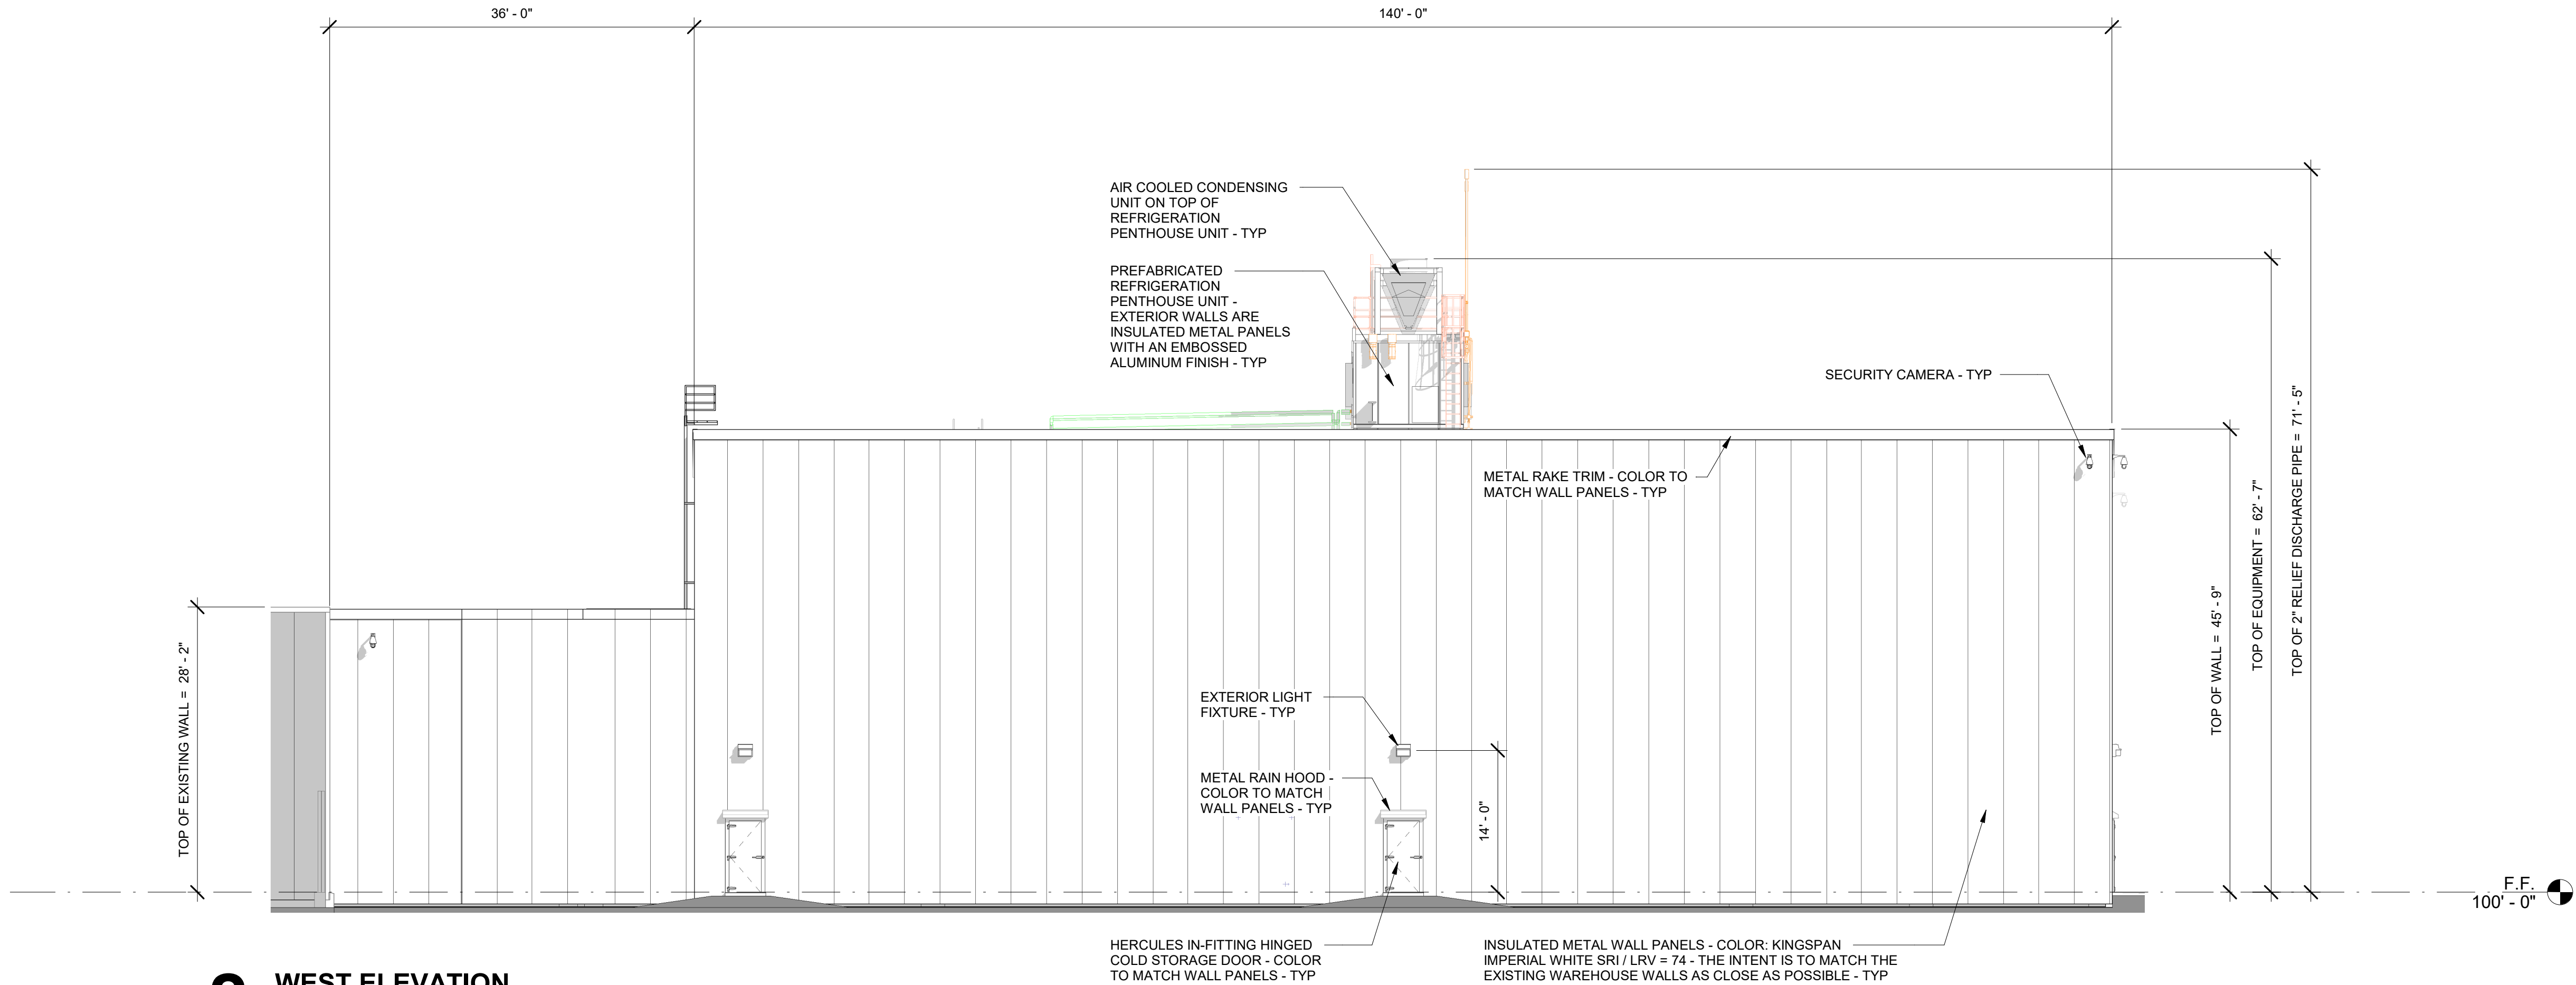 36' - 0"
140' - 0"
AIR COOLED CONDENSING
UNIT ON TOP OF
REFRIGERATION
PENTHOUSE UNIT - TYP
PREFABRICATED
REFRIGERATION
PENTHOUSE UNIT -
EXTERIOR WALLS ARE
INSULATED METAL PANELS
WITH AN EMBOSSED
ALUMINUM FINISH - TYP
SECURITY CAMERA - TYP
METAL RAKE TRIM - COLOR TO
MATCH WALL PANELS - TYP
TOP OF EXISTING WALL = 28' - 2"
EXTERIOR LIGHT
FIXTURE - TYP
METAL RAIN HOOD -
COLOR TO MATCH
WALL PANELS - TYP
14' - 0"
TOP OF WALL = 45' - 9"
TOP OF EQUIPMENT = 62' - 7"
TOP OF 2" RELIEF DISCHARGE PIPE = 71' - 5"
F.F.
100' - 0"
HERCULES IN-FITTING HINGED
COLD STORAGE DOOR - COLOR
TO MATCH WALL PANELS - TYP
INSULATED METAL WALL PANELS - COLOR: KINGSPAN
IMPERIAL WHITE SRI / LRV = 74 - THE INTENT IS TO MATCH THE
EXISTING WAREHOUSE WALLS AS CLOSE AS POSSIBLE - TYP
WEST ELEVATION